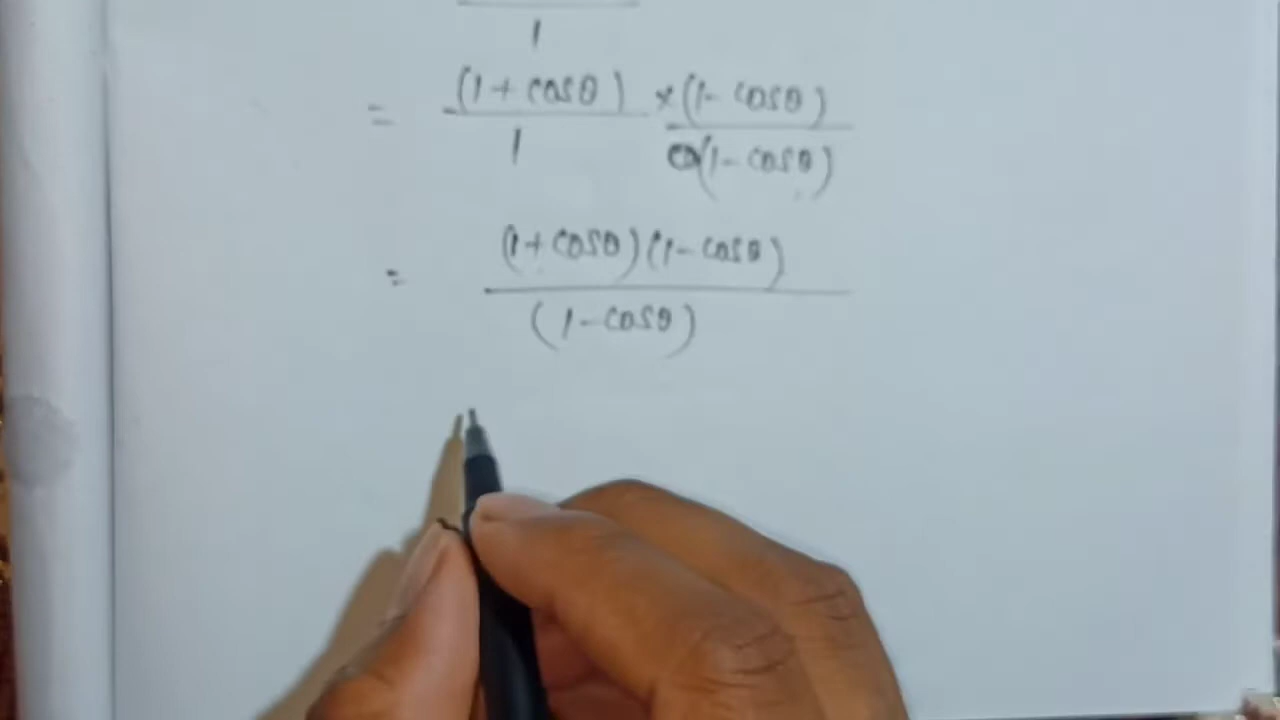 1
= (1 + cosθ) × (1 - cosθ)
1 (1 - cosθ)
= (1 + cosθ) (1 - cosθ)
(1 - cosθ)